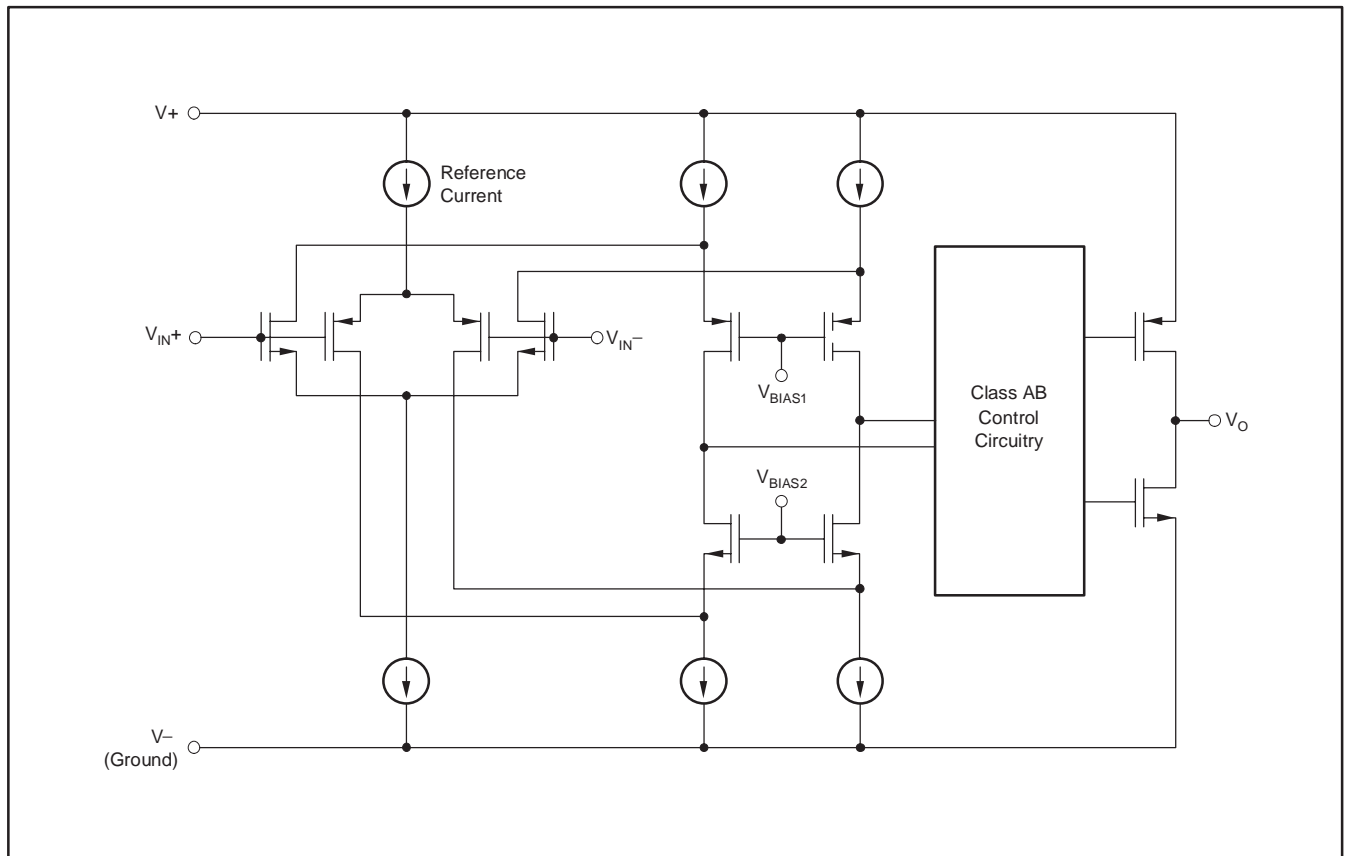 V+
Reference
Current
V_IN+
V_IN−
V_BIAS1
Class AB
Control
Circuitry
V_O
V_BIAS2
V−
(Ground)